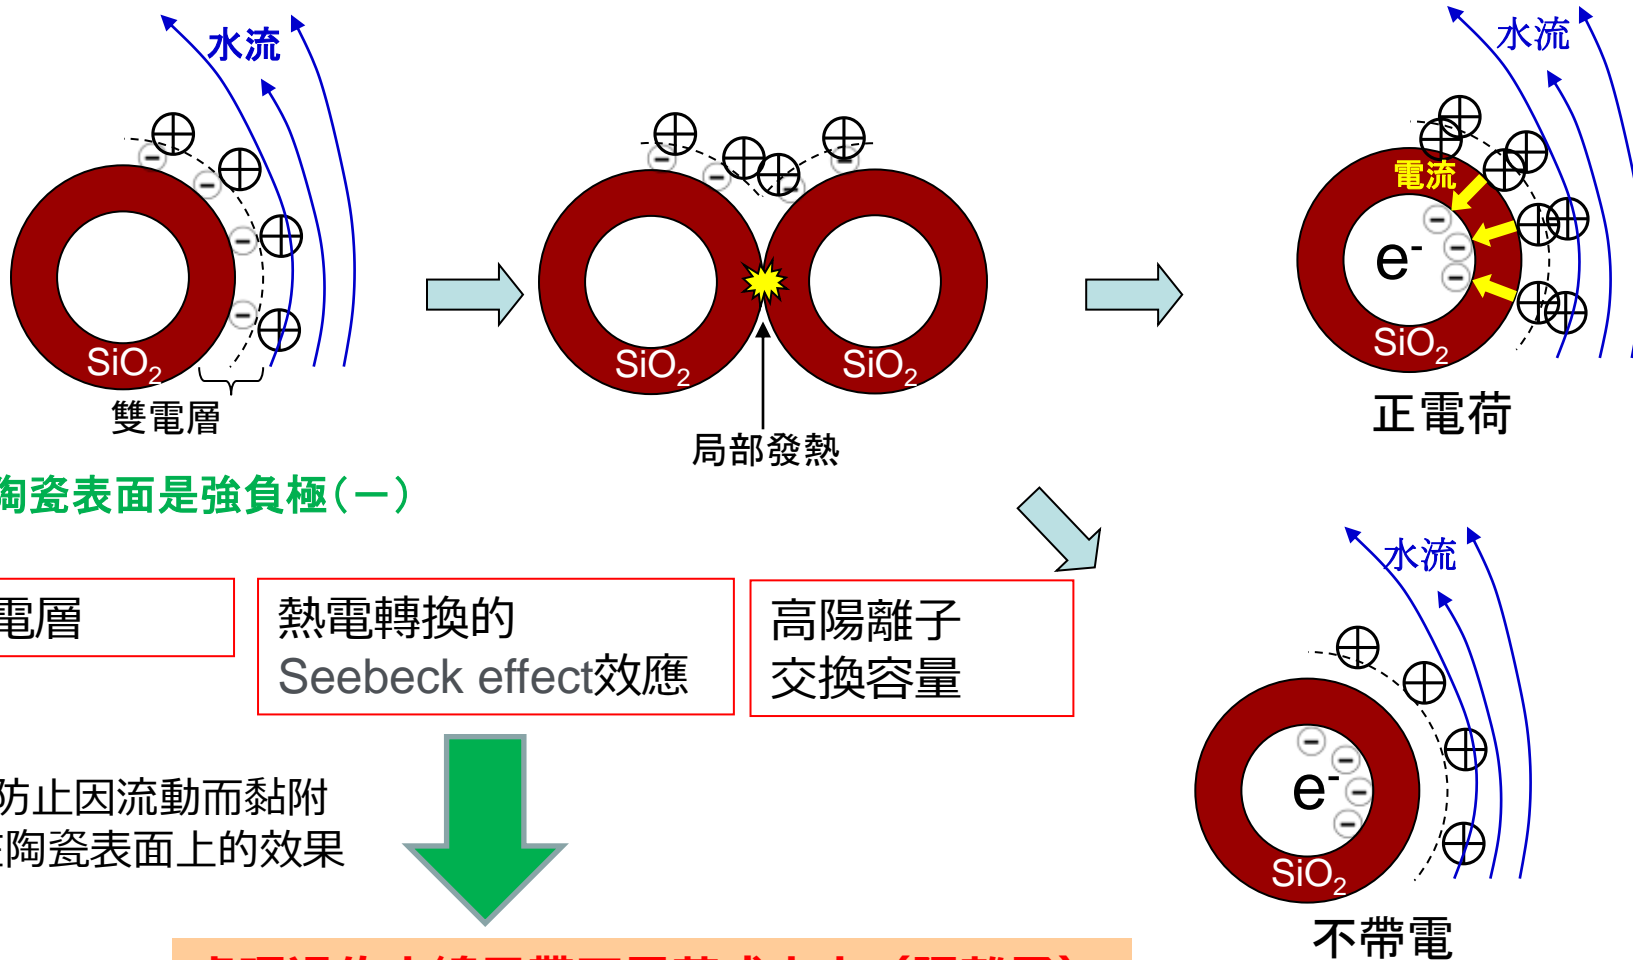 水流
SiO₂
雙電層
SiO₂
SiO₂
局部發熱
水流
電流
e⁻
SiO₂
正電荷
陶瓷表面是強負極(－)
電層
熱電轉換的
Seebeck effect效應
高陽離子
交換容量
防止因流動而黏附
陶瓷表面上的效果
水流
e⁻
SiO₂
不帶電